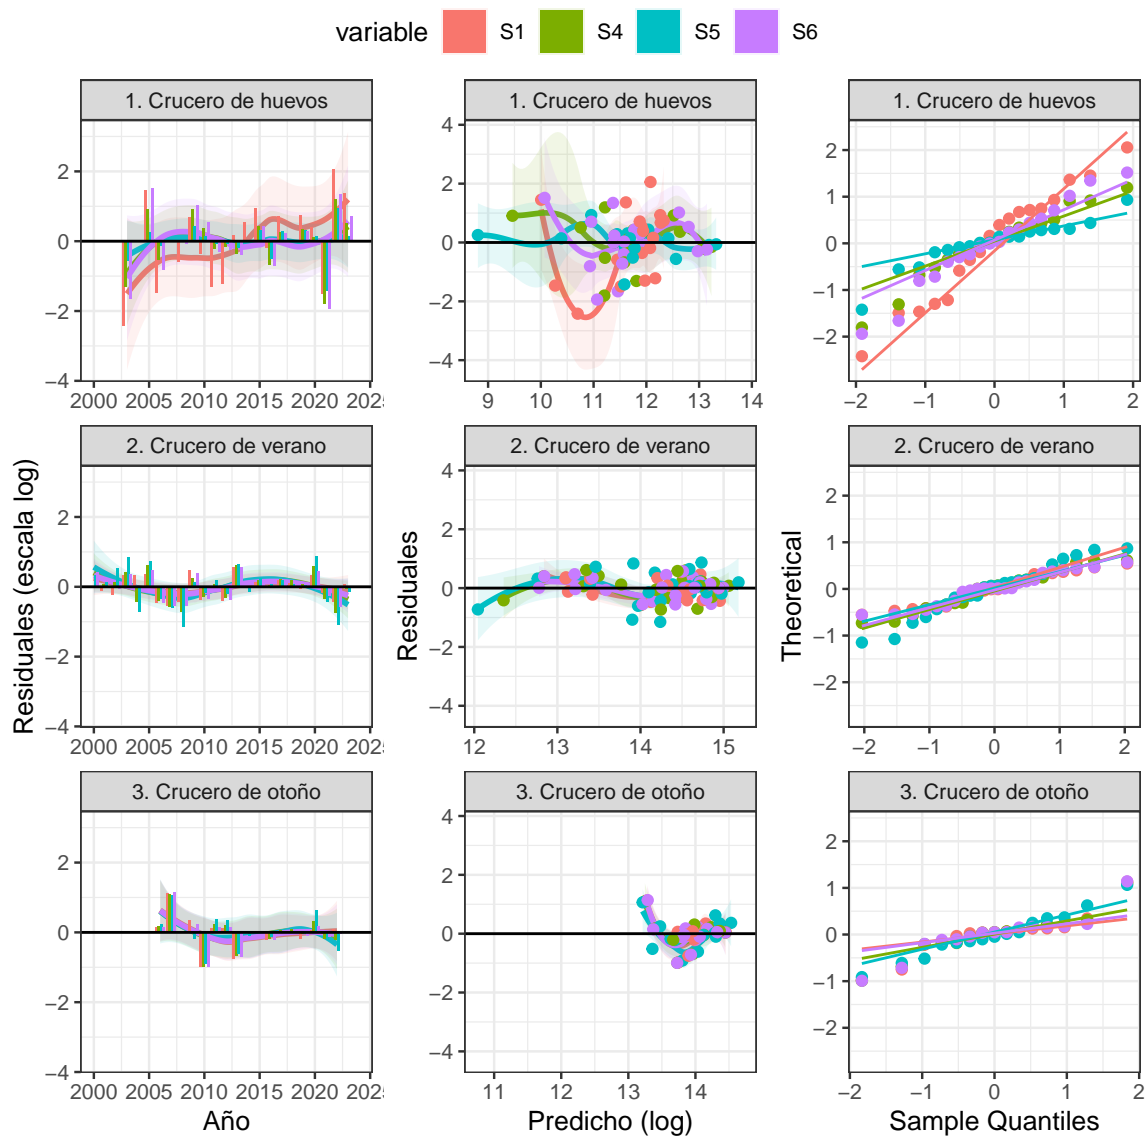 variable S1 S4 S5 S6
1. Crucero de huevos 1. Crucero de huevos 1. Crucero de huevos
2
0
−2
−4
2000 2005 2010 2015 2020 2025
4
2
0
−2
−4
9 10 11 12 13 14
2
1
0
−1
−2
−2 −1 0 1 2
2. Crucero de verano 2. Crucero de verano 2. Crucero de verano
2
0
−2
−4
2000 2005 2010 2015 2020 202
4
2
0
−2
−4
12 13 14 15
2
1
0
−1
−2
−2 −1 0 1 2
3. Crucero de otoño 3. Crucero de otoño 3. Crucero de otoño
2
0
−2
−4
2000 2005 2010 2015 2020 202
4
2
0
−2
−4
11 12 13 14
2
1
0
−1
−2
−2 −1 0 1 2
Residuales (escala log)
Residuales
Theoretical
Año Predicho (log) Sample Quantiles